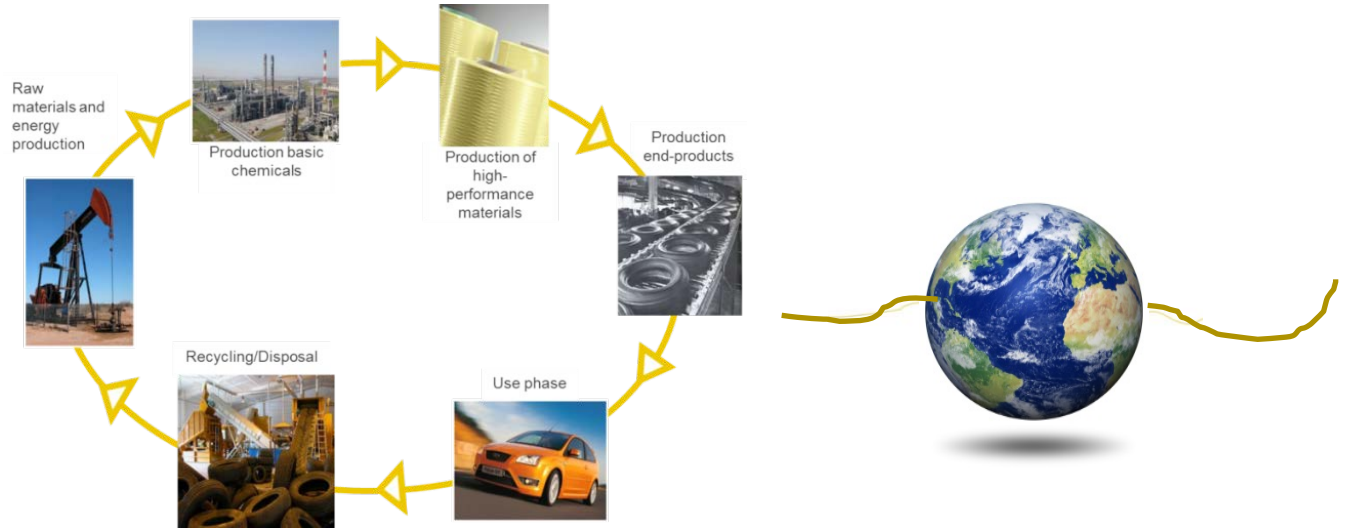 Raw
materials and
energy
production
Production basic
chemicals
Production of
high-
performance
materials
Production
end-products
Use phase
Recycling/Disposal